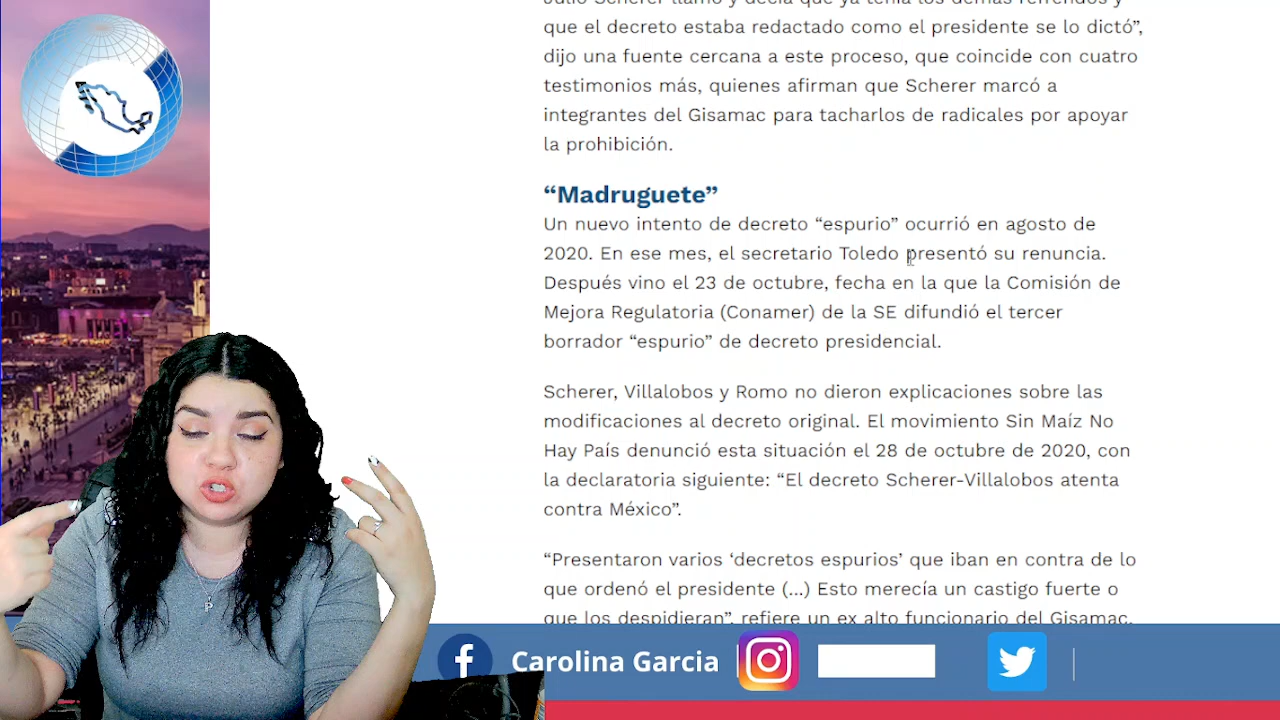 Julio Scherer llamó y decía que ya tenía los demás refrendos y
que el decreto estaba redactado como el presidente se lo dictó”,
dijo una fuente cercana a este proceso, que coincide con cuatro
testimonios más, quienes afirman que Scherer marcó a
integrantes del Gisamac para tacharlos de radicales por apoyar
la prohibición.
“Madruguete”
Un nuevo intento de decreto “espurio” ocurrió en agosto de
2020. En ese mes, el secretario Toledo presentó su renuncia.
Después vino el 23 de octubre, fecha en la que la Comisión de
Mejora Regulatoria (Conamer) de la SE difundió el tercer
borrador “espurio” de decreto presidencial.
Scherer, Villalobos y Romo no dieron explicaciones sobre las
modificaciones al decreto original. El movimiento Sin Maíz No
Hay País denunció esta situación el 28 de octubre de 2020, con
la declaratoria siguiente: “El decreto Scherer-Villalobos atenta
contra México”.
“Presentaron varios ‘decretos espurios’ que iban en contra de lo
que ordenó el presidente (...) Esto merecía un castigo fuerte o
que los despidieran”, refiere un ex alto funcionario del Gisamac.
Carolina Garcia
P